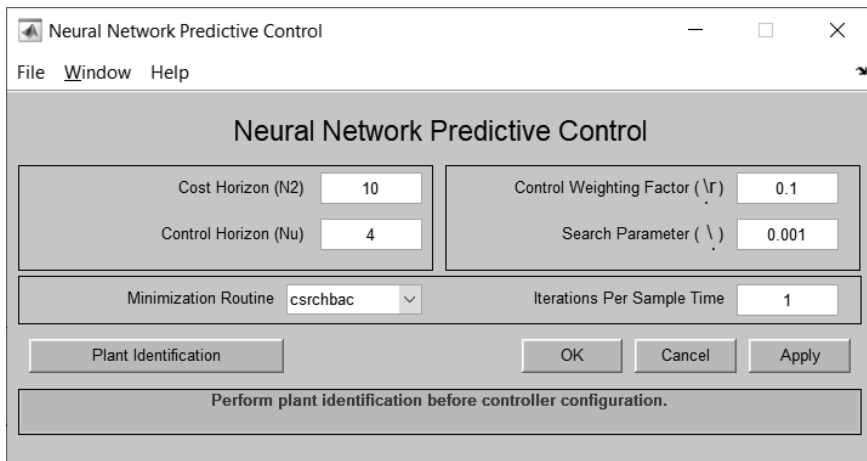 Neural Network Predictive Control
File Window Help
Neural Network Predictive Control
Cost Horizon (N2) 10
Control Weighting Factor ( \r) 0.1
Control Horizon (Nu) 4
Search Parameter ( \ ) 0.001
Minimization Routine csrchbac
Iterations Per Sample Time 1
Plant Identification OK Cancel Apply
Perform plant identification before controller configuration.